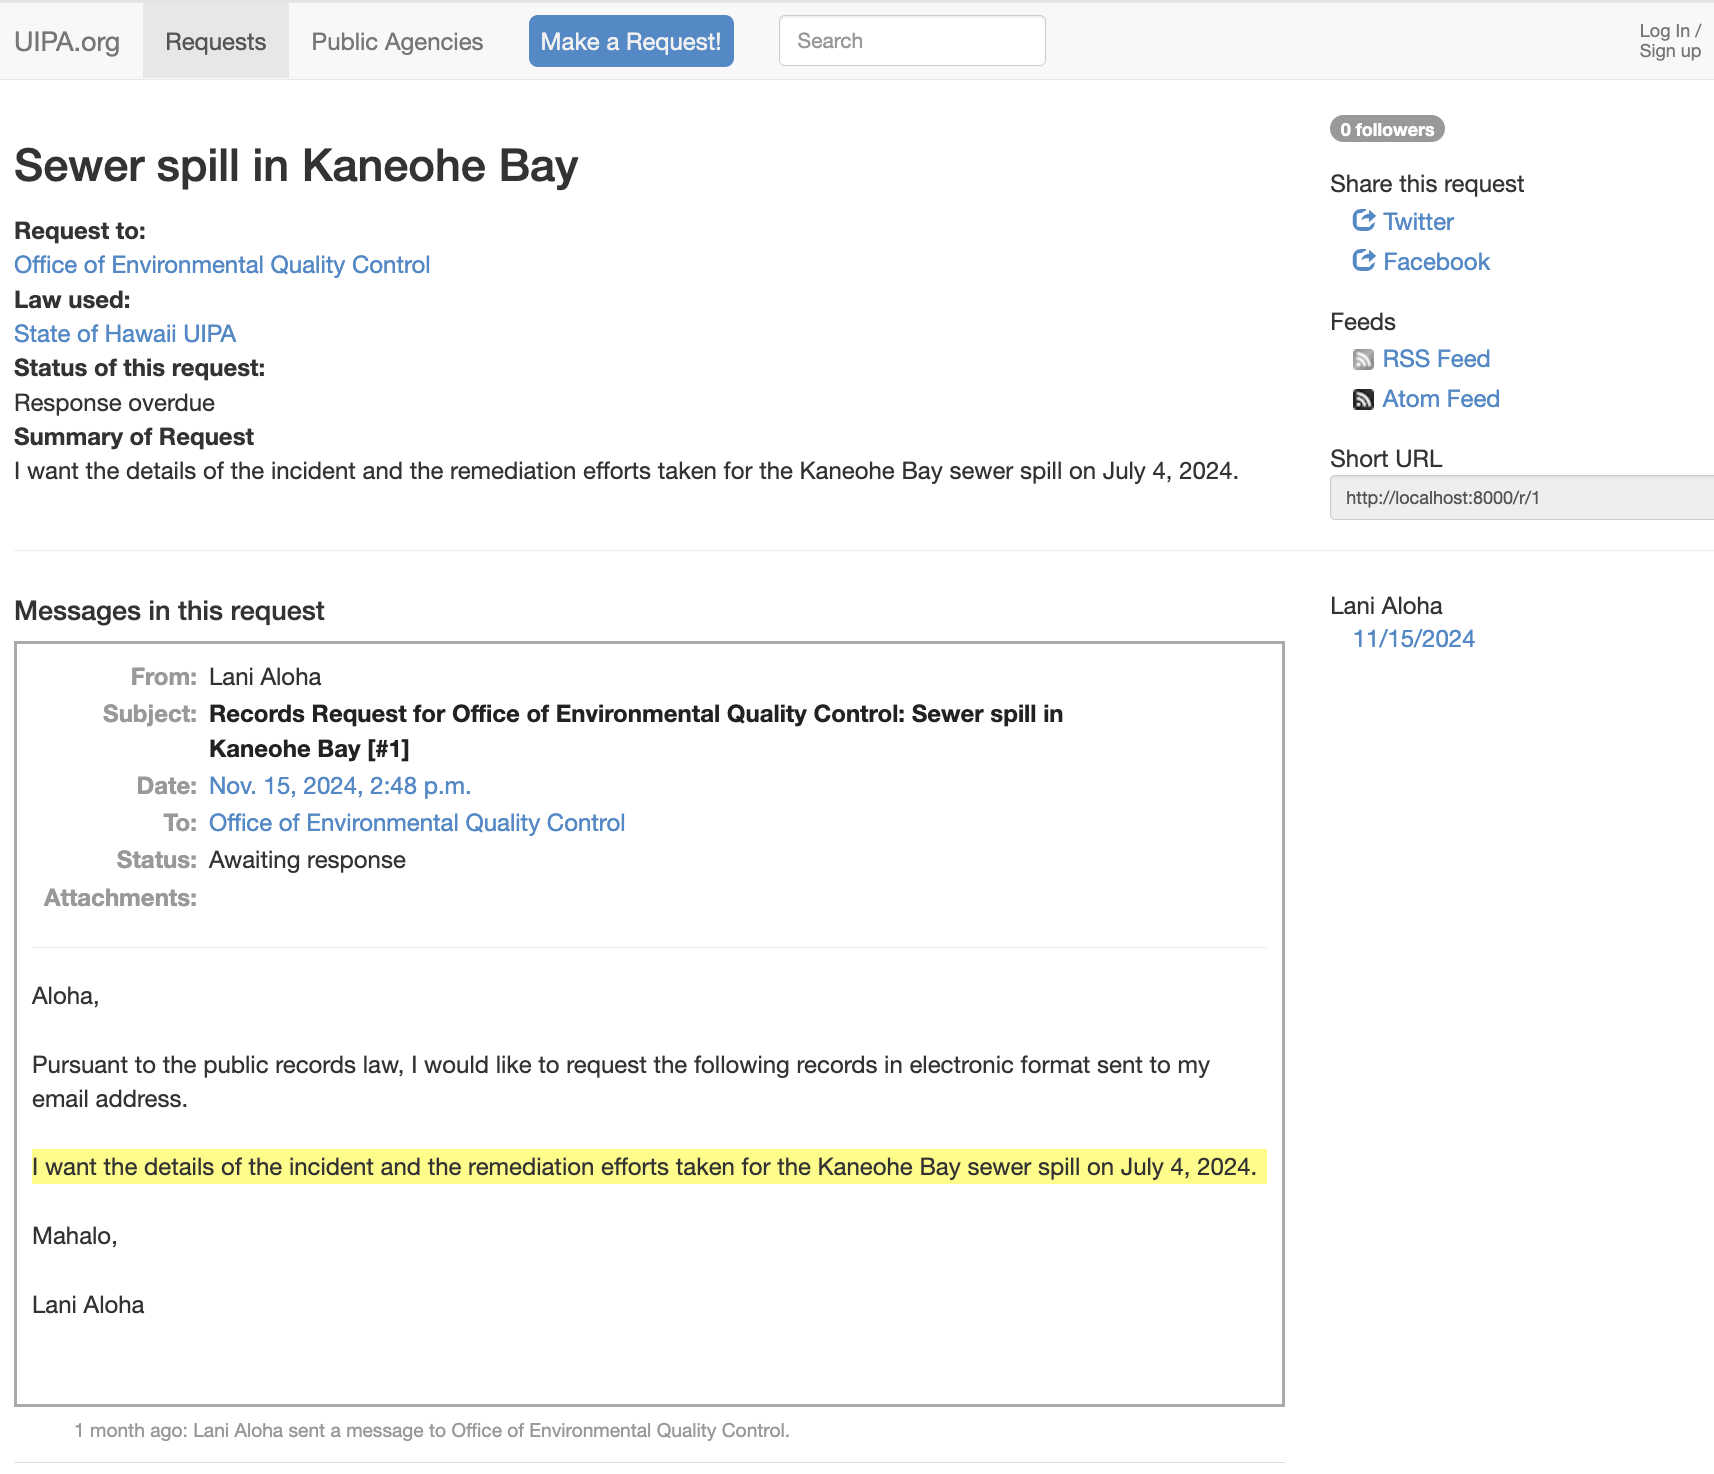 UIPA.org Requests Public Agencies Make a Request! Search Log In /
Sign up
Sewer spill in Kaneohe Bay
Request to:
Office of Environmental Quality Control
Law used:
State of Hawaii UIPA
Status of this request:
Response overdue
Summary of Request
I want the details of the incident and the remediation efforts taken for the Kaneohe Bay sewer spill on July 4, 2024.
0 followers
Share this request
Twitter
Facebook
Feeds
RSS Feed
Atom Feed
Short URL
http://localhost:8000/r/1
Messages in this request
From: Lani Aloha
Subject: Records Request for Office of Environmental Quality Control: Sewer spill in
Kaneohe Bay [#1]
Date: Nov. 15, 2024, 2:48 p.m.
To: Office of Environmental Quality Control
Status: Awaiting response
Attachments:
Aloha,
Pursuant to the public records law, I would like to request the following records in electronic format sent to my
email address.
I want the details of the incident and the remediation efforts taken for the Kaneohe Bay sewer spill on July 4, 2024.
Mahalo,
Lani Aloha
1 month ago: Lani Aloha sent a message to Office of Environmental Quality Control.
Lani Aloha
11/15/2024